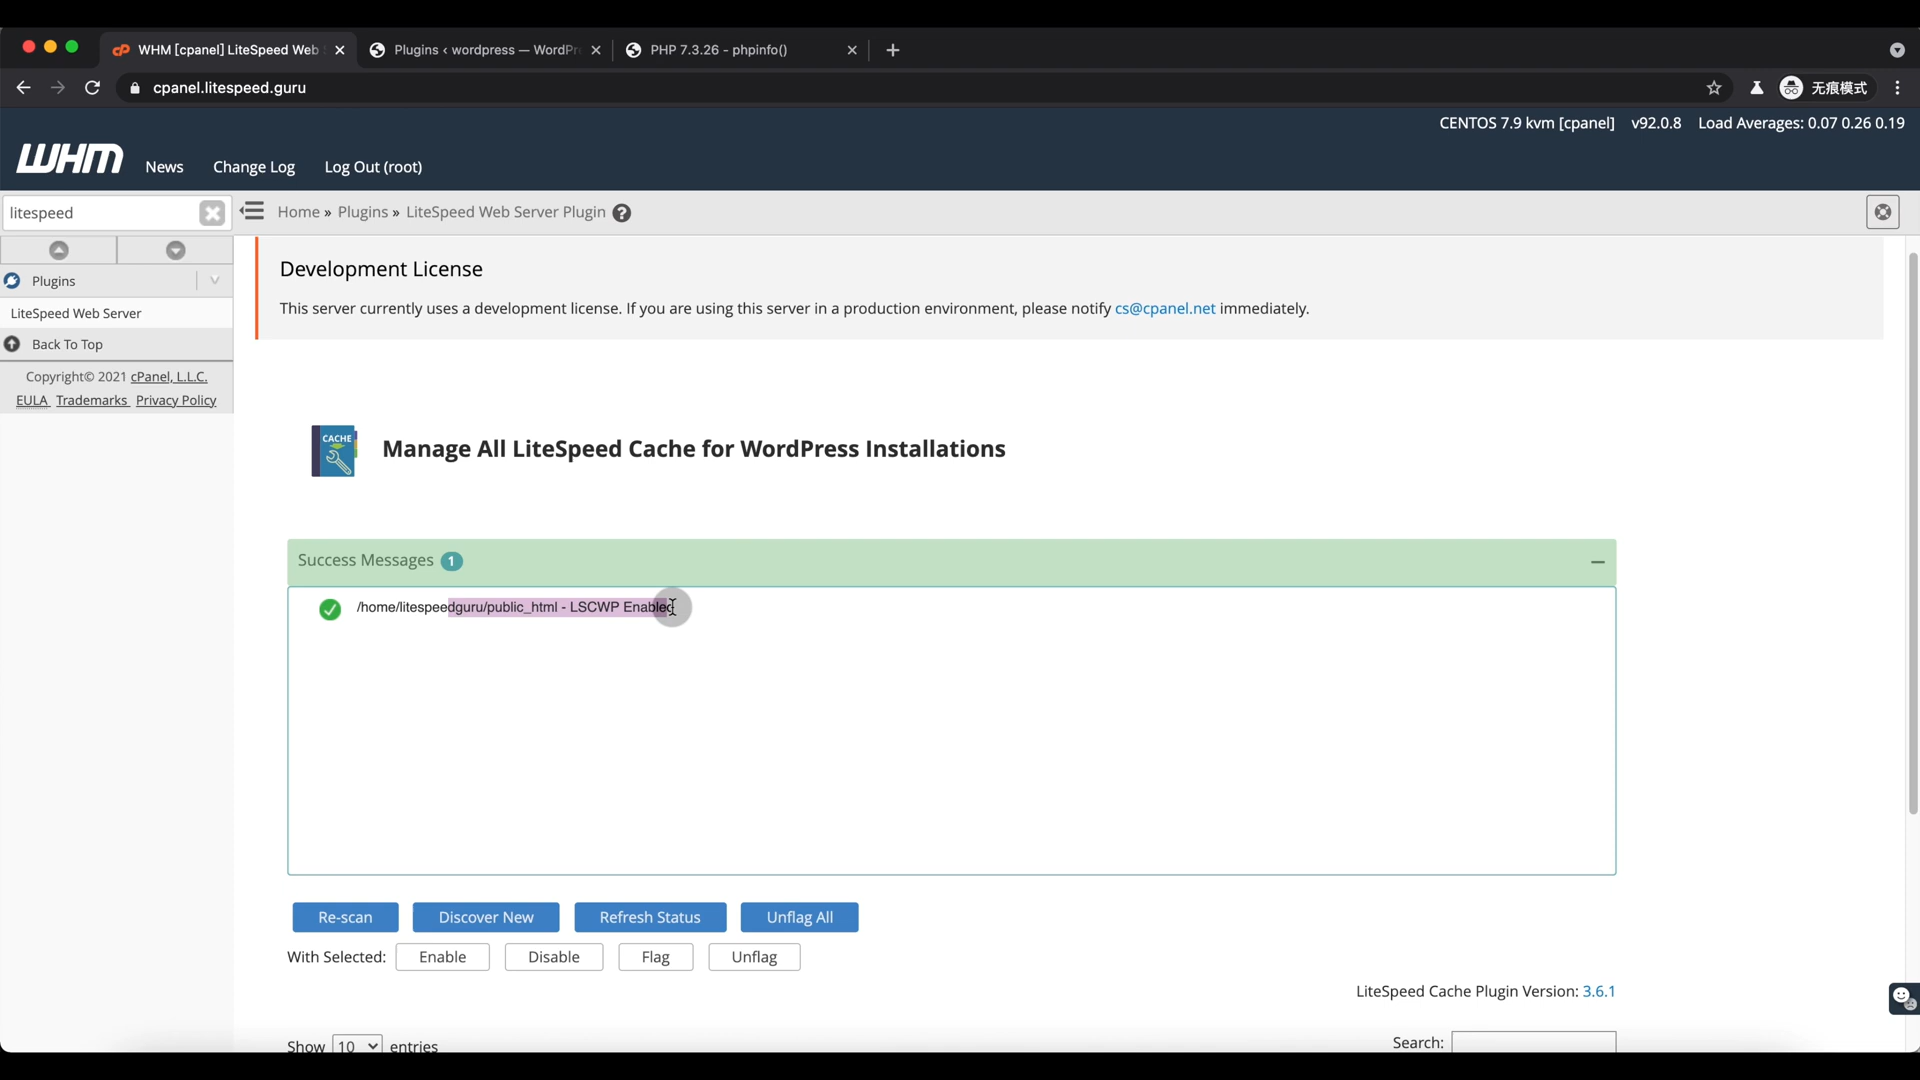 WHM [cpanel] LiteSpeed Web
Plugins ‹ wordpress — WordPr
PHP 7.3.26 - phpinfo()
cpanel.litespeed.guru
无痕模式
CENTOS 7.9 kvm [cpanel] v92.0.8 Load Averages: 0.07 0.26 0.19
WHM
News Change Log Log Out (root)
litespeed
Home » Plugins » LiteSpeed Web Server Plugin ?
Plugins
LiteSpeed Web Server
Back To Top
Copyright© 2021 cPanel, L.L.C.
EULA Trademarks Privacy Policy
Development License
This server currently uses a development license. If you are using this server in a production environment, please notify cs@cpanel.net immediately.
CACHE
Manage All LiteSpeed Cache for WordPress Installations
Success Messages 1
/home/litespeedguru/public_html - LSCWP Enabled
Re-scan Discover New Refresh Status Unflag All
With Selected: Enable Disable Flag Unflag
LiteSpeed Cache Plugin Version: 3.6.1
Show 10 entries
Search: